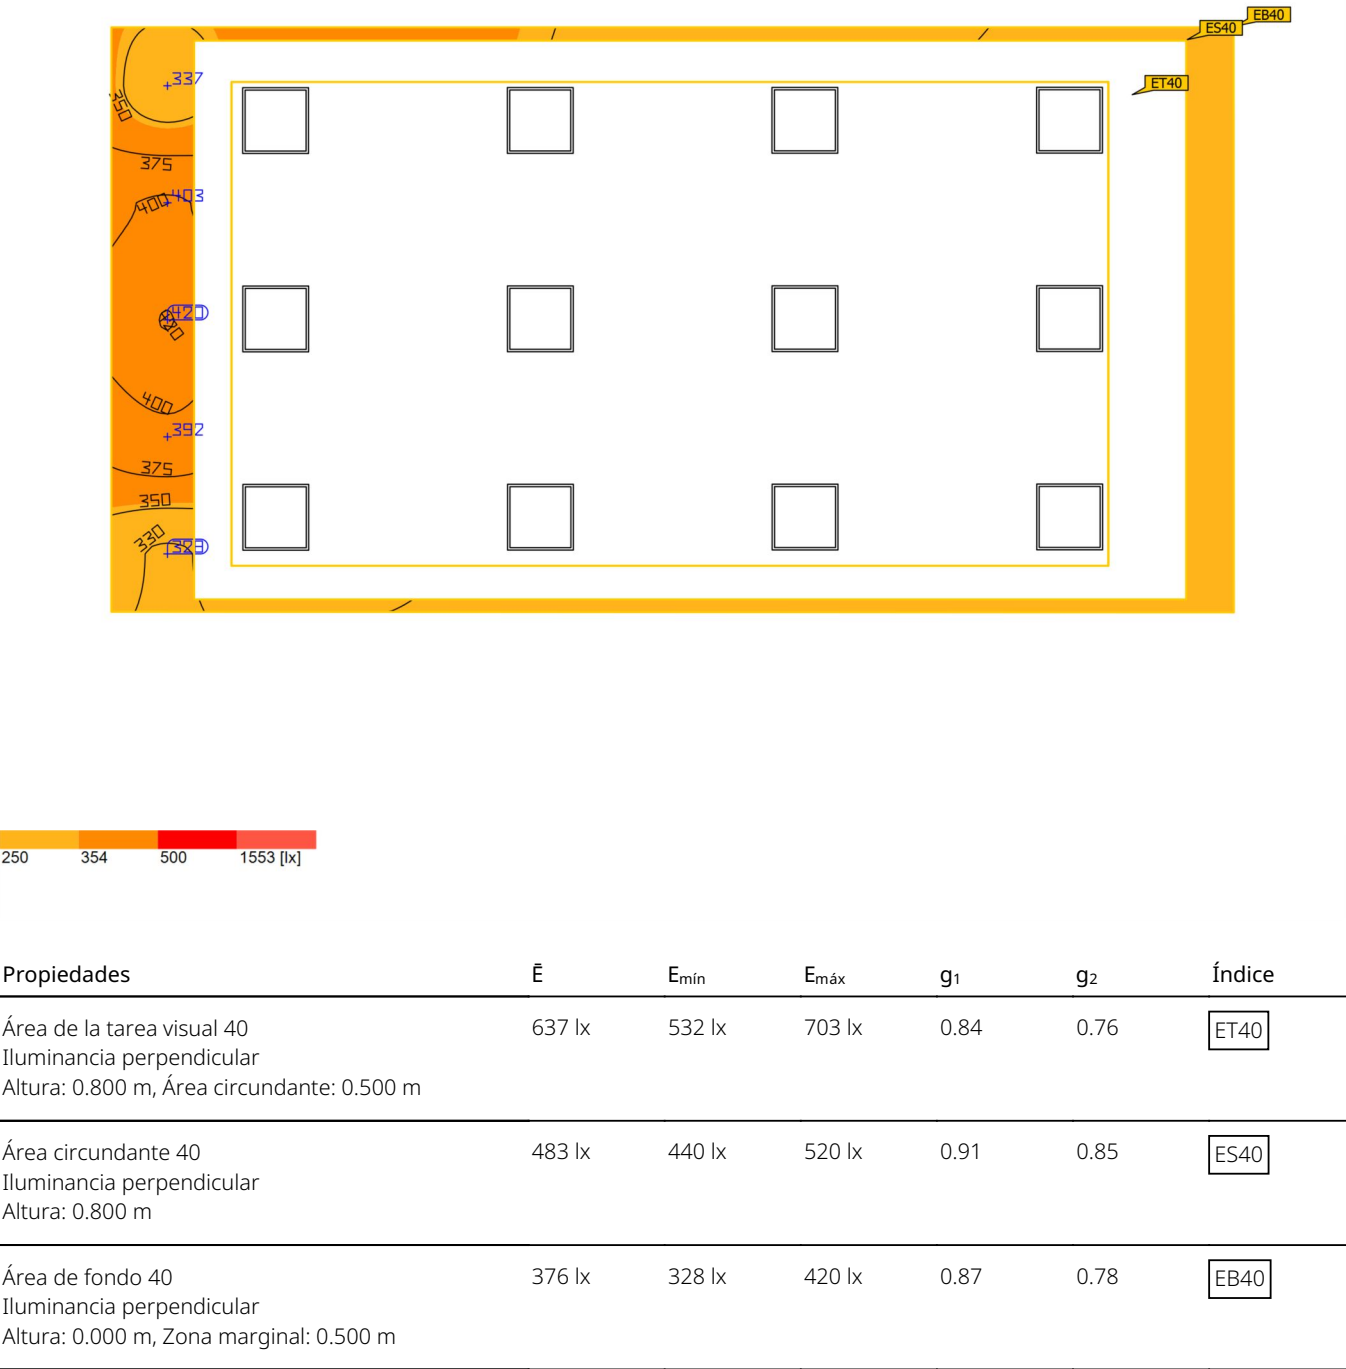 EB40
ES40
ET40
337
350
375
403
400
420
420
400
392
375
350
330
250 354 500 1553 [lx]
Propiedades Ē Emín Emáx g1 g2 Índice
Área de la tarea visual 40 637 lx 532 lx 703 lx 0.84 0.76 ET40
Iluminancia perpendicular
Altura: 0.800 m, Área circundante: 0.500 m
Área circundante 40 483 lx 440 lx 520 lx 0.91 0.85 ES40
Iluminancia perpendicular
Altura: 0.800 m
Área de fondo 40 376 lx 328 lx 420 lx 0.87 0.78 EB40
Iluminancia perpendicular
Altura: 0.000 m, Zona marginal: 0.500 m